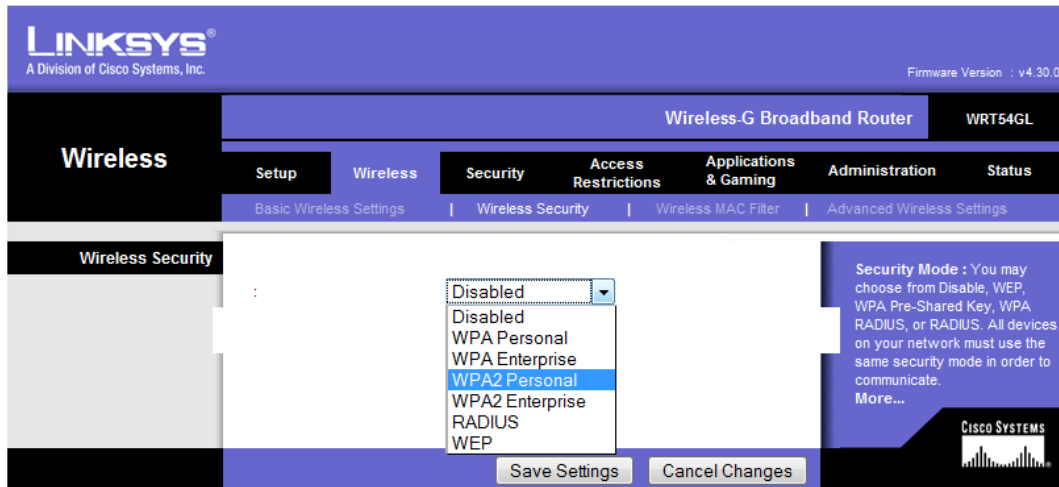 LINKSYS®
A Division of Cisco Systems, Inc.
Firmware Version : v4.30.0
Wireless-G Broadband Router WRT54GL
Wireless
Setup Wireless Security Access Restrictions Applications & Gaming Administration Status
Basic Wireless Settings | Wireless Security | Wireless MAC Filter | Advanced Wireless Settings
Wireless Security
: Disabled
Disabled
WPA Personal
WPA Enterprise
WPA2 Personal
WPA2 Enterprise
RADIUS
WEP
Save Settings Cancel Changes
Security Mode : You may
choose from Disable, WEP,
WPA Pre-Shared Key, WPA
RADIUS, or RADIUS. All devices
on your network must use the
same security mode in order to
communicate.
More...
CISCO SYSTEMS